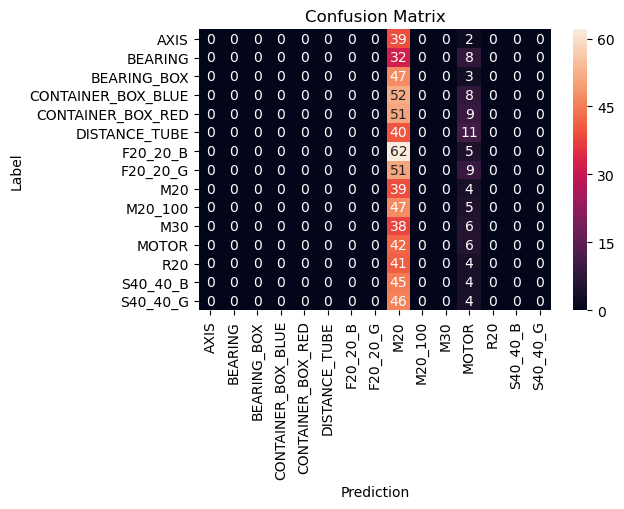 Confusion Matrix
Label
AXIS 0 0 0 0 0 0 0 0 39 0 0 2 0 0 0
BEARING 0 0 0 0 0 0 0 0 32 0 0 8 0 0 0
BEARING_BOX 0 0 0 0 0 0 0 0 47 0 0 3 0 0 0
CONTAINER_BOX_BLUE 0 0 0 0 0 0 0 0 52 0 0 8 0 0 0
CONTAINER_BOX_RED 0 0 0 0 0 0 0 0 51 0 0 9 0 0 0
DISTANCE_TUBE 0 0 0 0 0 0 0 0 40 0 0 11 0 0 0
F20_20_B 0 0 0 0 0 0 0 0 62 0 0 5 0 0 0
F20_20_G 0 0 0 0 0 0 0 0 51 0 0 9 0 0 0
M20 0 0 0 0 0 0 0 0 39 0 0 4 0 0 0
M20_100 0 0 0 0 0 0 0 0 47 0 0 5 0 0 0
M30 0 0 0 0 0 0 0 0 38 0 0 6 0 0 0
MOTOR 0 0 0 0 0 0 0 0 42 0 0 6 0 0 0
R20 0 0 0 0 0 0 0 0 41 0 0 4 0 0 0
S40_40_B 0 0 0 0 0 0 0 0 45 0 0 4 0 0 0
S40_40_G 0 0 0 0 0 0 0 0 46 0 0 4 0 0 0
AXIS
BEARING
BEARING_BOX
CONTAINER_BOX_BLUE
CONTAINER_BOX_RED
DISTANCE_TUBE
F20_20_B
F20_20_G
M20
M20_100
M30
MOTOR
R20
S40_40_B
S40_40_G
Prediction
60
45
30
15
0